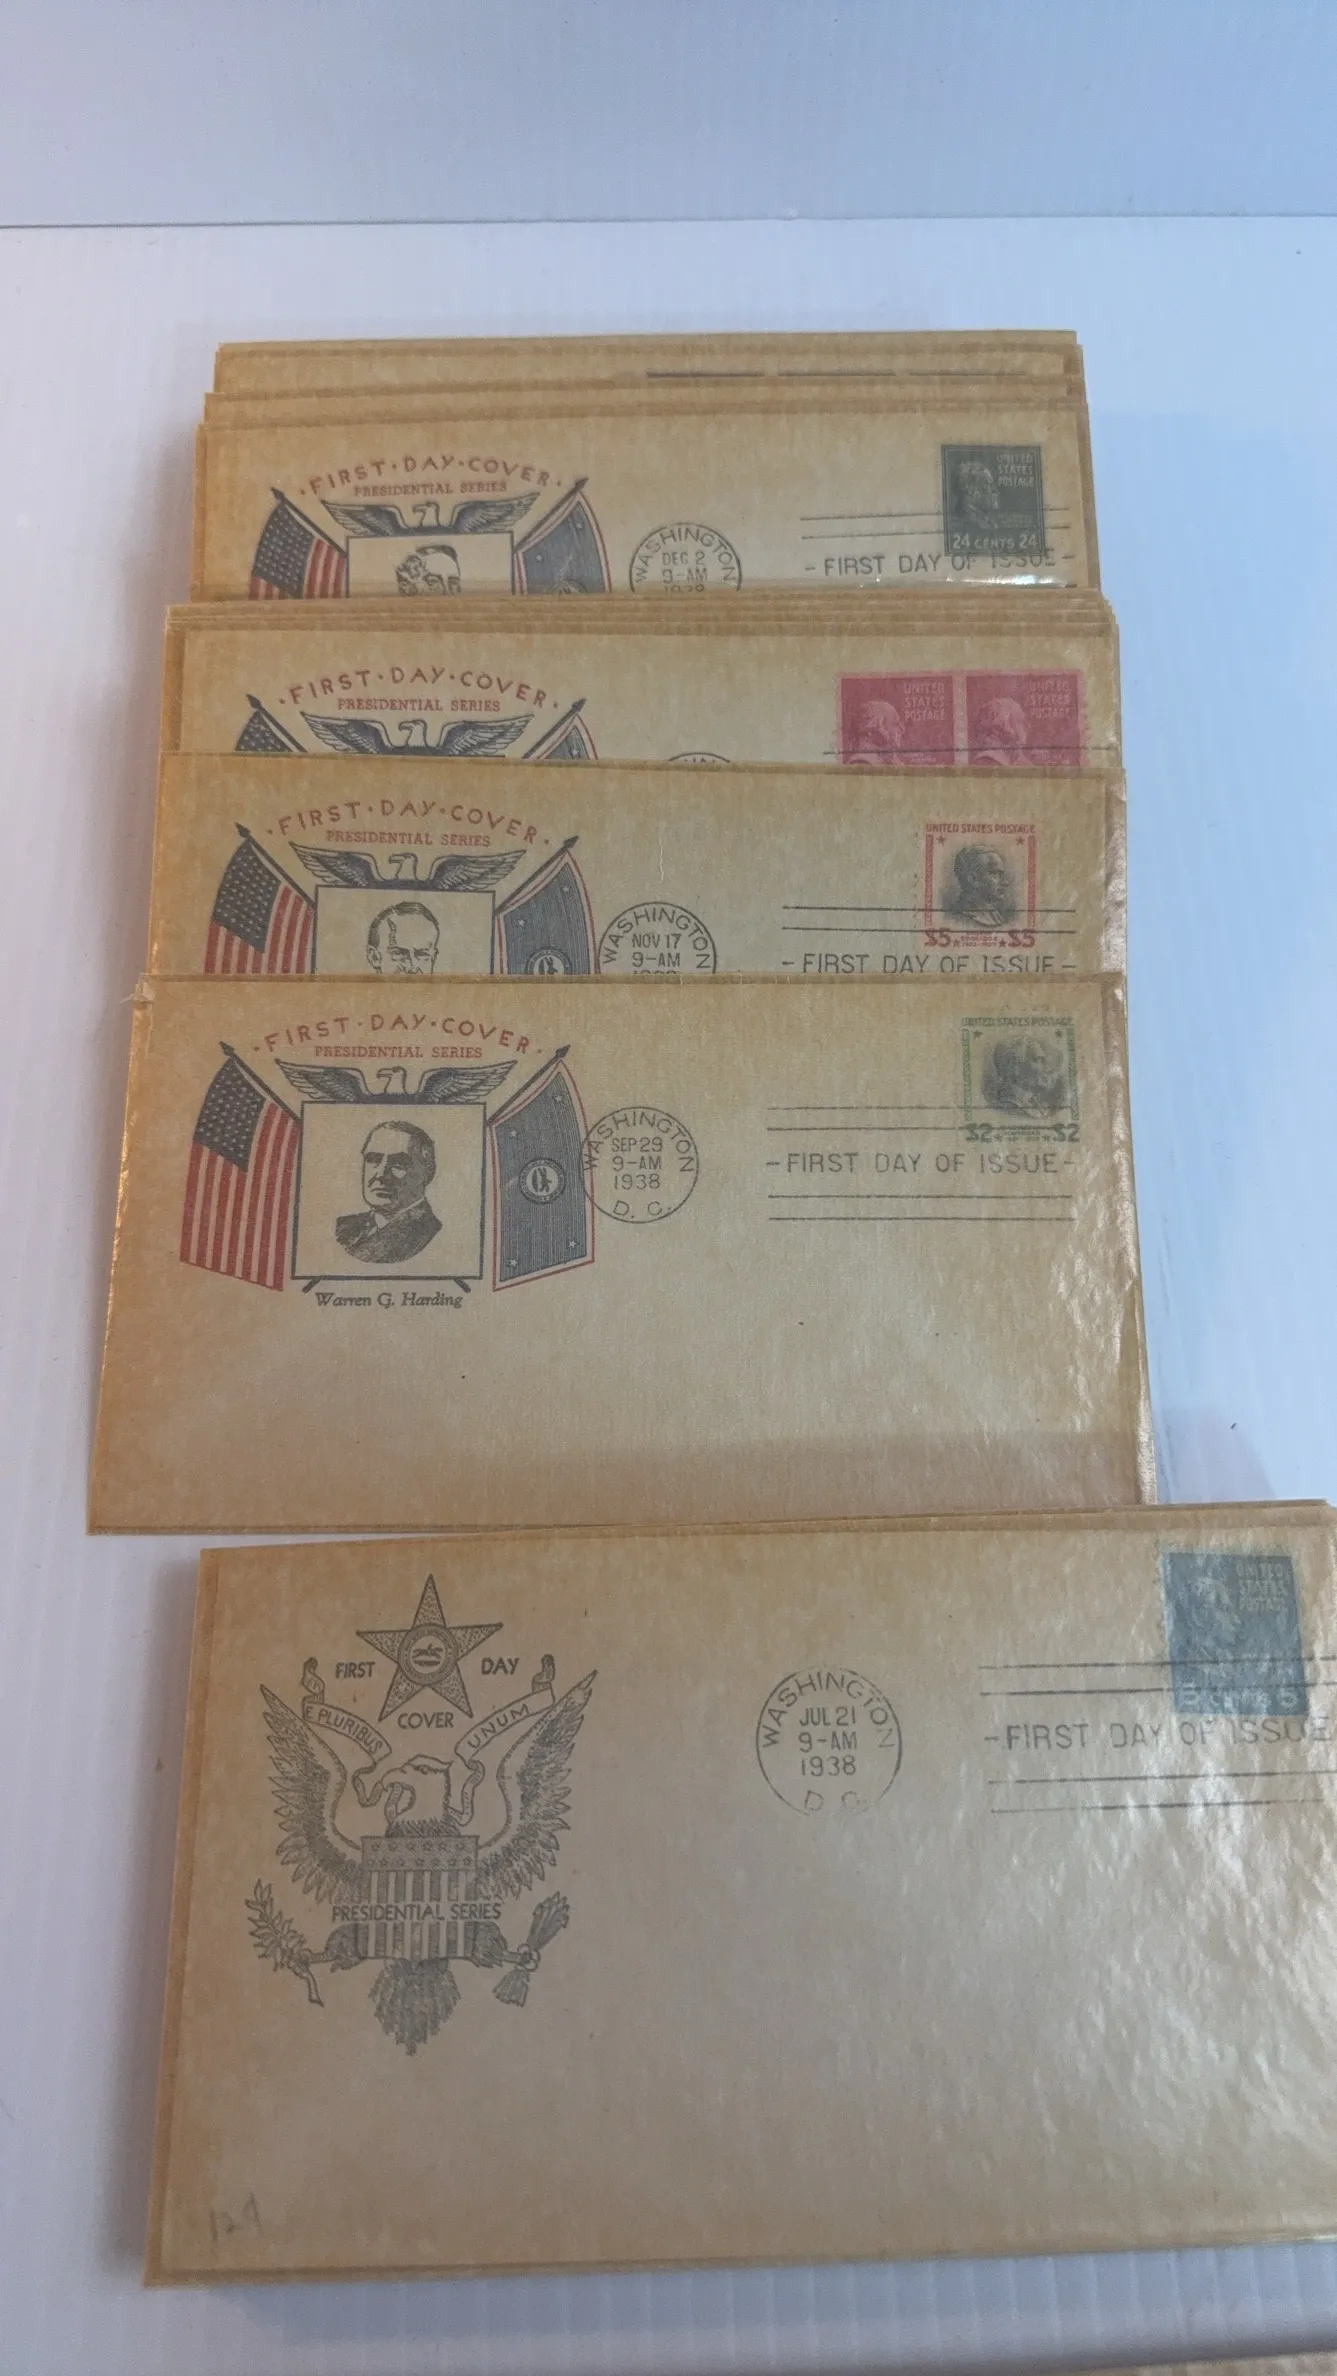 FIRST·DAY·COVER
PRESIDENTIAL SERIES
WASHINGTON
DEC 2
9-AM
UNITED
STATES
POSTAGE
24 CENTS 24
-FIRST DAY OF ISSUE-
FIRST·DAY·COVER
PRESIDENTIAL SERIES
UNITED
STATES
POSTAGE
UNITED
STATES
POSTAGE
FIRST·DAY·COVER
PRESIDENTIAL SERIES
WASHINGTON
NOV 17
9-AM
UNITED STATES POSTAGE
$5 $5
-FIRST DAY OF ISSUE-
FIRST·DAY·COVER
PRESIDENTIAL SERIES
Warren G. Harding
WASHINGTON
SEP 29
9-AM
1938
D. C.
UNITED STATES POSTAGE
$2 $2
-FIRST DAY OF ISSUE-
FIRST DAY
COVER
E PLURIBUS UNUM
PRESIDENTIAL SERIES
WASHINGTON
JUL 21
9-AM
1938
D C
UNITED
STATES
POSTAGE
-FIRST DAY OF ISSUE